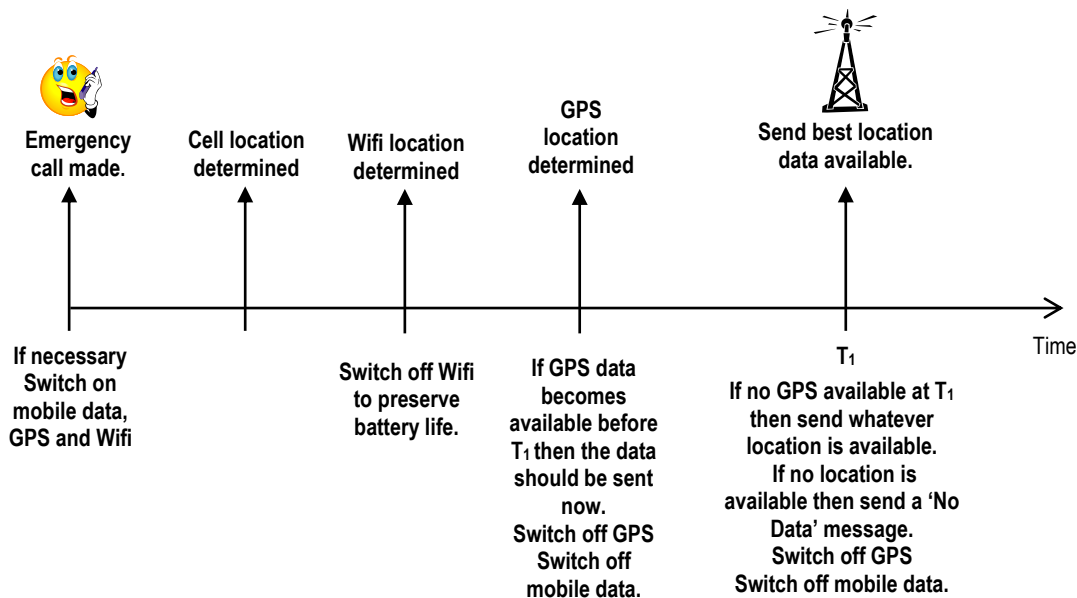 Emergency
call made.
Cell location
determined
Wifi location
determined
GPS
location
determined
Send best location
data available.
Time
If necessary
Switch on
mobile data,
GPS and Wifi
Switch off Wifi
to preserve
battery life.
If GPS data
becomes
available before
T1 then the data
should be sent
now.
Switch off GPS
Switch off
mobile data.
T1
If no GPS available at T1
then send whatever
location is available.
If no location is
available then send a ‘No
Data’ message.
Switch off GPS
Switch off mobile data.